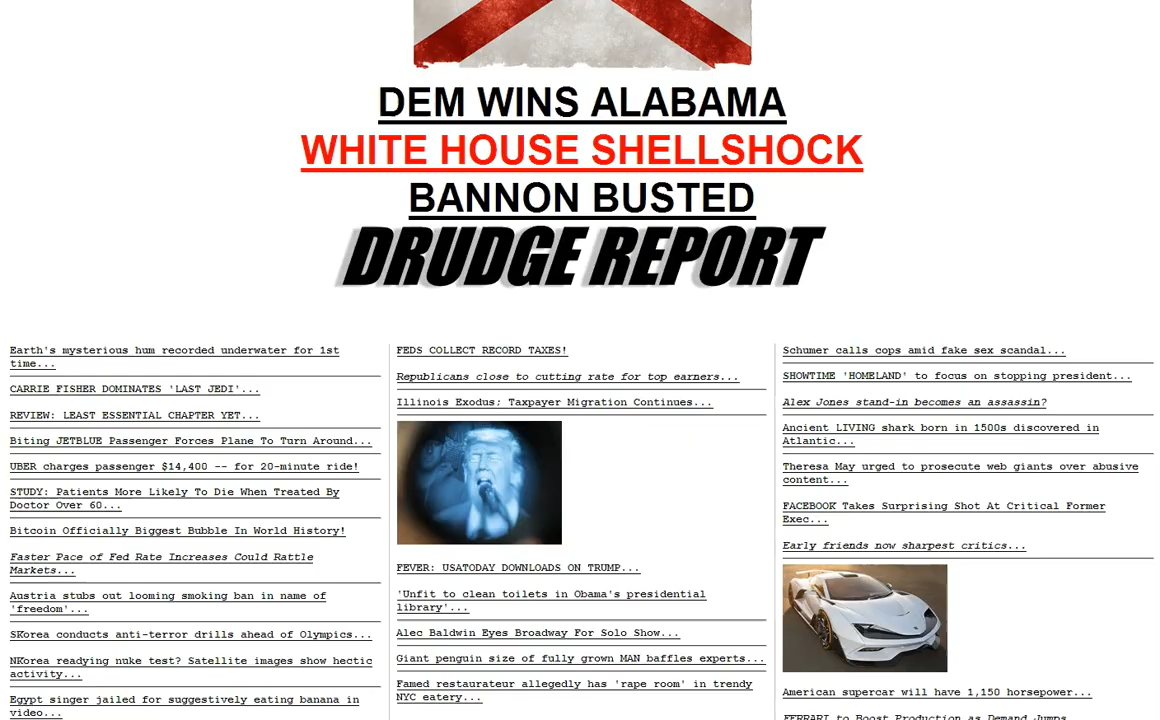 DEM WINS ALABAMA
WHITE HOUSE SHELLSHOCK
BANNON BUSTED
DRUDGE REPORT
Earth's mysterious hum recorded underwater for 1st
time...
CARRIE FISHER DOMINATES 'LAST JEDI'...
REVIEW: LEAST ESSENTIAL CHAPTER YET...
Biting JETBLUE Passenger Forces Plane To Turn Around...
UBER charges passenger $14,400 -- for 20-minute ride!
STUDY: Patients More Likely To Die When Treated By
Doctor Over 60...
Bitcoin Officially Biggest Bubble In World History!
Faster Pace of Fed Rate Increases Could Rattle
Markets...
Austria stubs out looming smoking ban in name of
'freedom'...
SKorea conducts anti-terror drills ahead of Olympics...
NKorea readying nuke test? Satellite images show hectic
activity...
Egypt singer jailed for suggestively eating banana in
video...
FEDS COLLECT RECORD TAXES!
Republicans close to cutting rate for top earners...
Illinois Exodus; Taxpayer Migration Continues...
FEVER: USATODAY DOWNLOADS ON TRUMP...
'Unfit to clean toilets in Obama's presidential
library'...
Alec Baldwin Eyes Broadway For Solo Show...
Giant penguin size of fully grown MAN baffles experts...
Famed restaurateur allegedly has 'rape room' in trendy
NYC eatery...
Schumer calls cops amid fake sex scandal...
SHOWTIME 'HOMELAND' to focus on stopping president...
Alex Jones stand-in becomes an assassin?
Ancient LIVING shark born in 1500s discovered in
Atlantic...
Theresa May urged to prosecute web giants over abusive
content...
FACEBOOK Takes Surprising Shot At Critical Former
Exec...
Early friends now sharpest critics...
American supercar will have 1,150 horsepower...
FERRARI to Boost Production as Demand Jumps